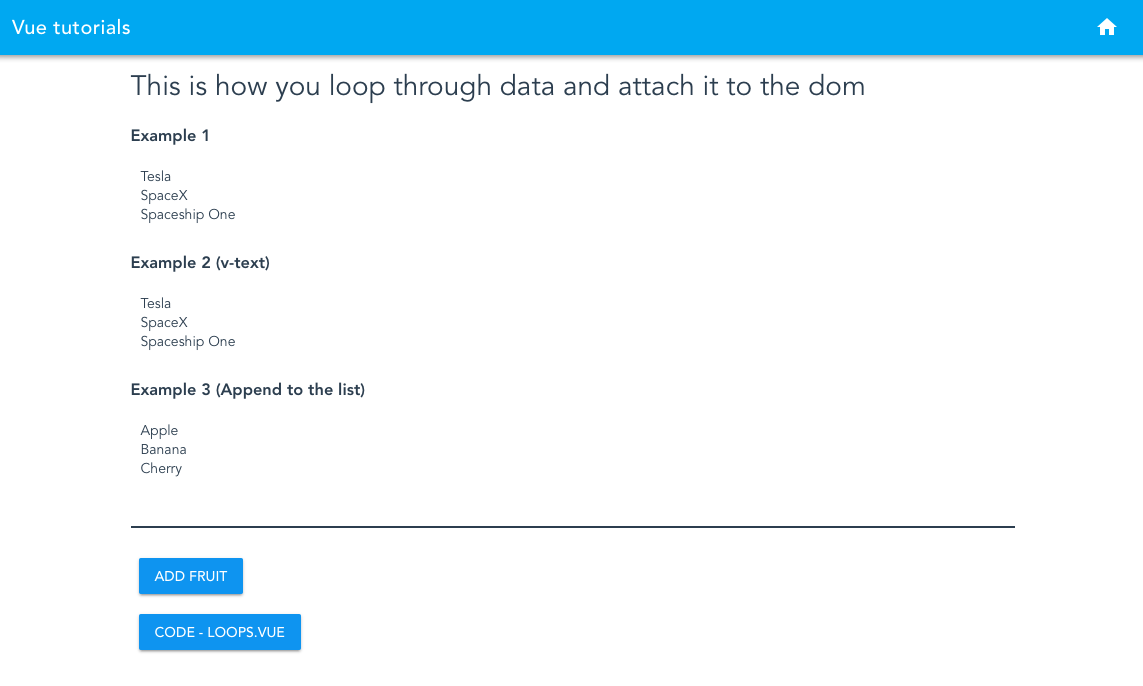 Vue tutorials
This is how you loop through data and attach it to the dom
Example 1
Tesla
SpaceX
Spaceship One
Example 2 (v-text)
Tesla
SpaceX
Spaceship One
Example 3 (Append to the list)
Apple
Banana
Cherry
ADD FRUIT
CODE - LOOPS.VUE